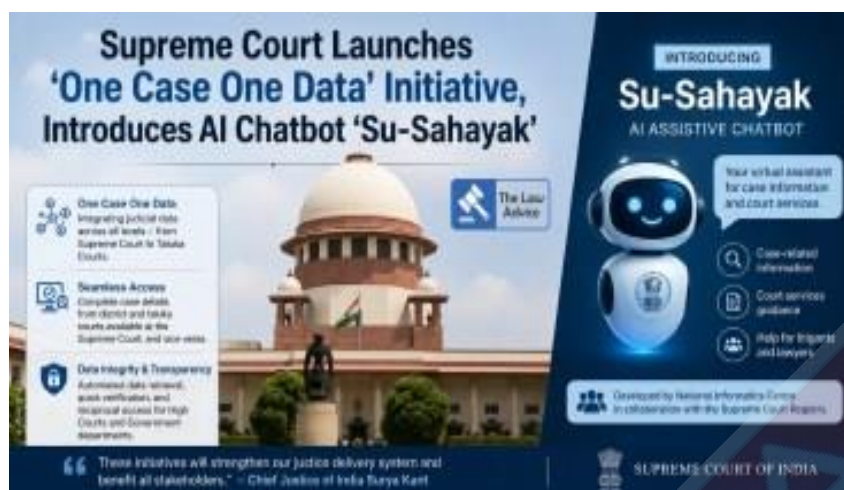 Supreme Court Launches
'One Case One Data' Initiative,
Introduces AI Chatbot 'Su-Sahayak'
One Case One Data
Integrating judicial data
across all levels – from
Supreme Court to Taluka
Courts.
Seamless Access
Complete case details
from district and taluka
courts available at the
Supreme Court, and vice versa.
Data Integrity & Transparency
Automated data retrieval,
quick verification, and
reciprocal access for High
Courts and Government
departments.
The Law
Advice
INTRODUCING
Su-Sahayak
AI ASSISTIVE CHATBOT
Your virtual assistant
for case information
and court services.
Case-related
information
Court services
guidance
Help for litigants
and lawyers
Developed by National Informatics Centre
in collaboration with the Supreme Court Registry.
"These initiatives will strengthen our justice delivery system and
benefit all stakeholders." – Chief Justice of India Surya Kant
SUPREME COURT OF INDIA